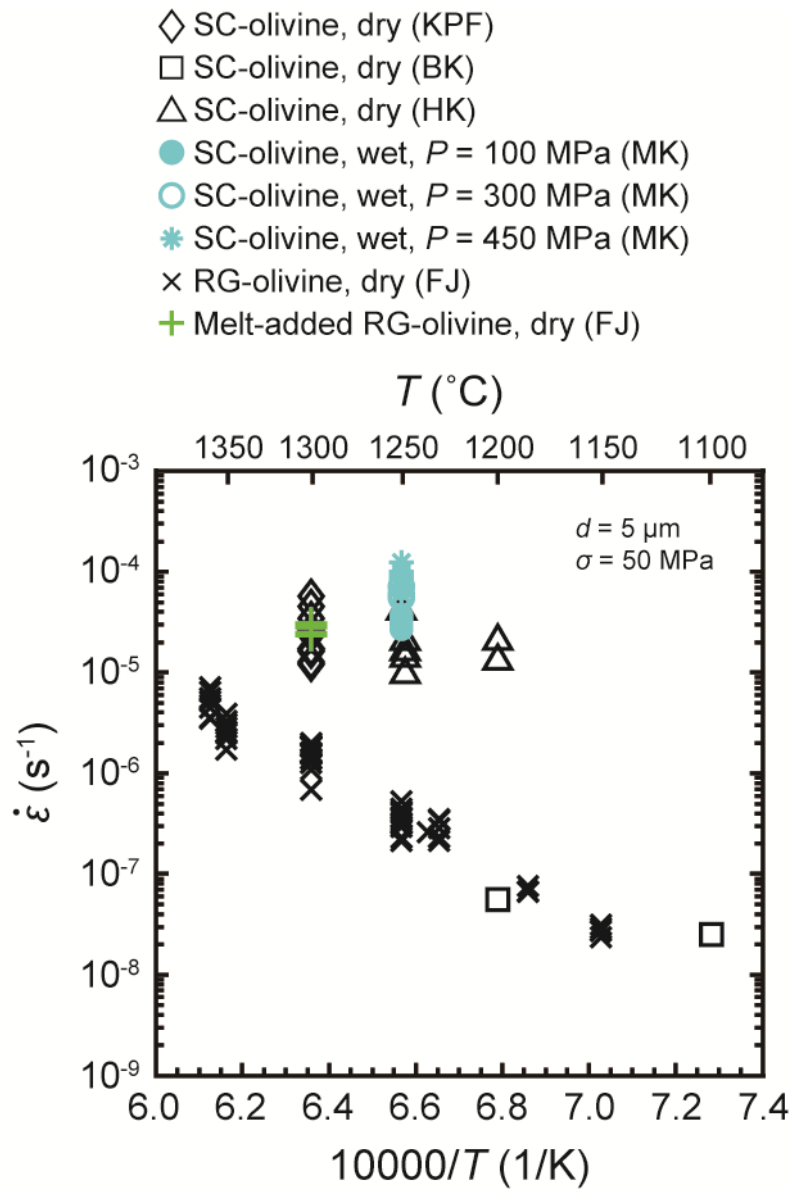 SC-olivine, dry (KPF)
SC-olivine, dry (BK)
SC-olivine, dry (HK)
SC-olivine, wet, P = 100 MPa (MK)
SC-olivine, wet, P = 300 MPa (MK)
SC-olivine, wet, P = 450 MPa (MK)
RG-olivine, dry (FJ)
Melt-added RG-olivine, dry (FJ)
T (˚C)
1350 1300 1250 1200 1150 1100
d = 5 μm
σ = 50 MPa
10⁻³
10⁻⁴
10⁻⁵
10⁻⁶
10⁻⁷
10⁻⁸
10⁻⁹
ε̇ (s⁻¹)
6.0 6.2 6.4 6.6 6.8 7.0 7.2 7.4
10000/T (1/K)